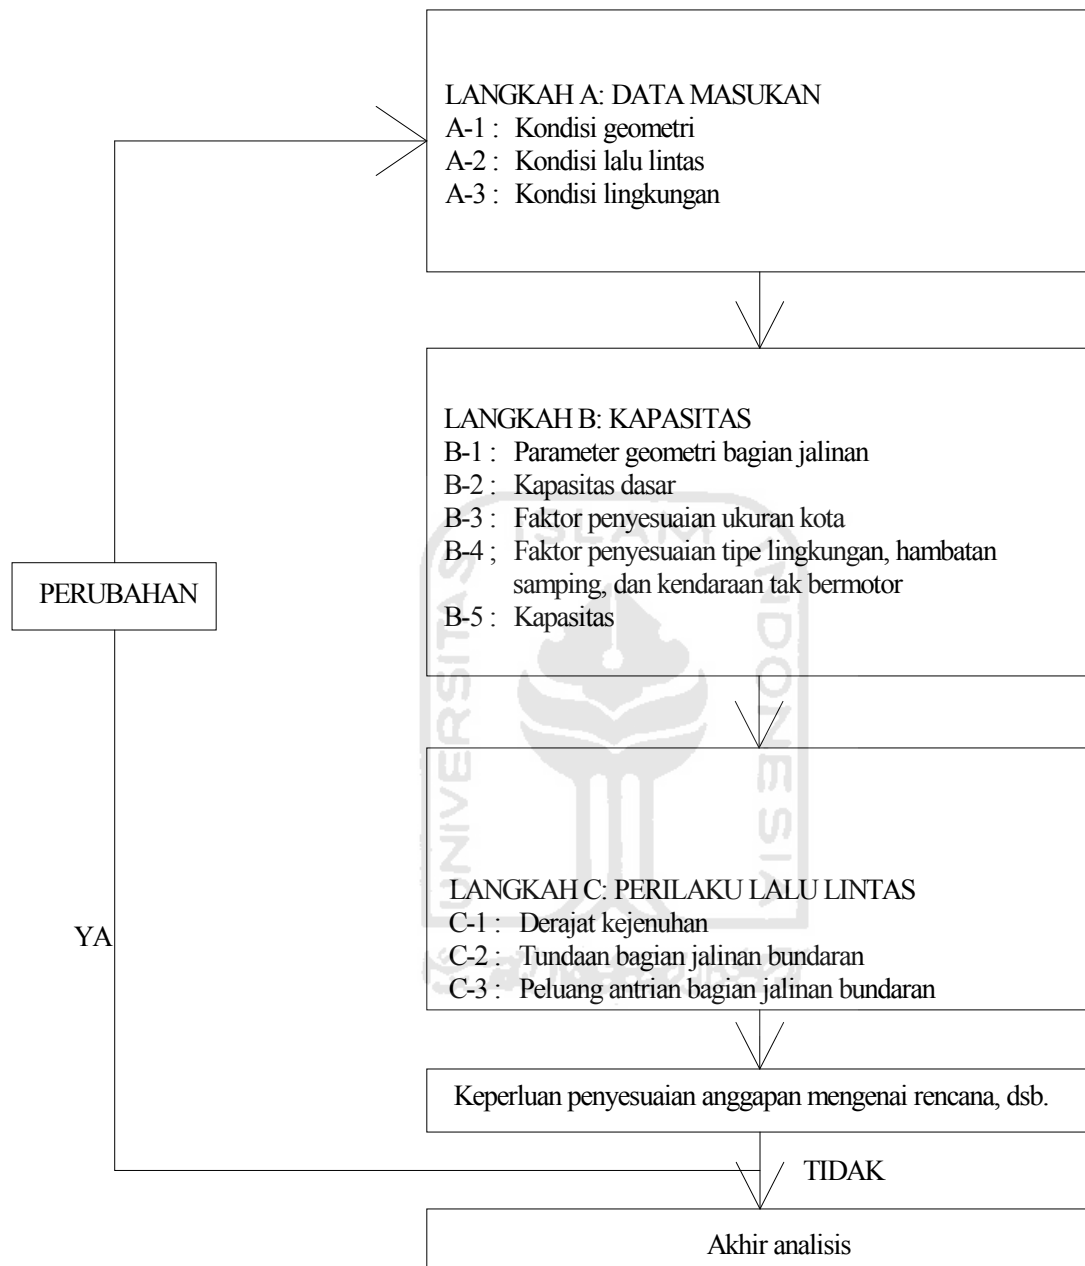 LANGKAH A: DATA MASUKAN
A-1 : Kondisi geometri
A-2 : Kondisi lalu lintas
A-3 : Kondisi lingkungan
LANGKAH B: KAPASITAS
B-1 : Parameter geometri bagian jalinan
B-2 : Kapasitas dasar
B-3 : Faktor penyesuaian ukuran kota
B-4 ; Faktor penyesuaian tipe lingkungan, hambatan
samping, dan kendaraan tak bermotor
B-5 : Kapasitas
PERUBAHAN
LANGKAH C: PERILAKU LALU LINTAS
C-1 : Derajat kejenuhan
C-2 : Tundaan bagian jalinan bundaran
C-3 : Peluang antrian bagian jalinan bundaran
YA
Keperluan penyesuaian anggapan mengenai rencana, dsb.
TIDAK
Akhir analisis
UNIVERSITAS
ISLAM
INDONESIA